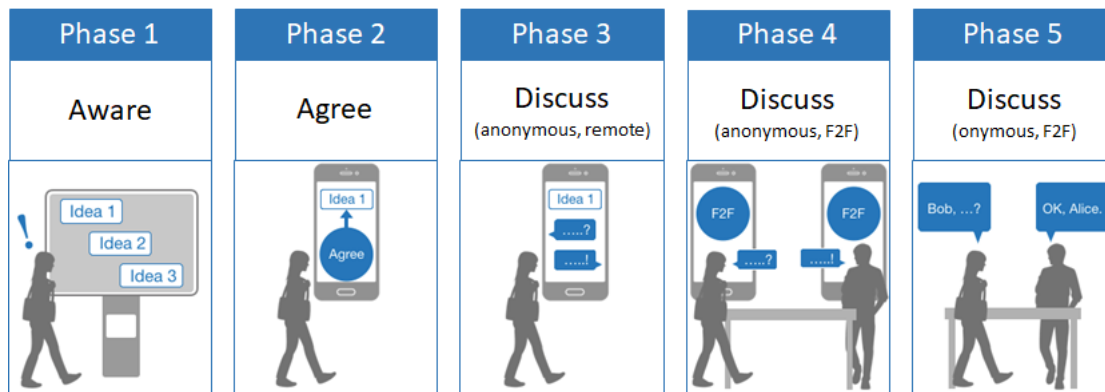 Phase 1
Aware
!
Idea 1
Idea 2
Idea 3
Phase 2
Agree
Idea 1
Agree
Phase 3
Discuss
(anonymous, remote)
Idea 1
.....?
.....!
Phase 4
Discuss
(anonymous, F2F)
F2F
F2F
.....?
.....!
Phase 5
Discuss
(onymous, F2F)
Bob, ...?
OK, Alice.